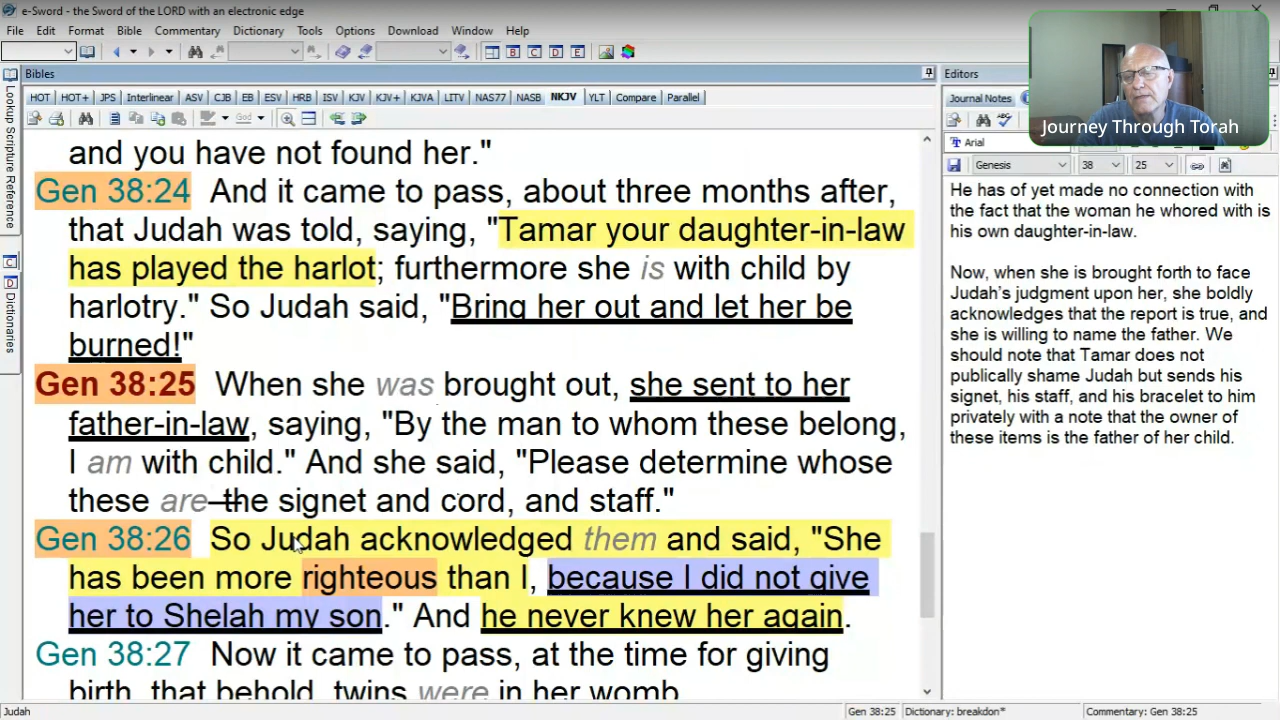 e-Sword - the Sword of the LORD with an electronic edge
File Edit Format Bible Commentary Dictionary Tools Options Download Window Help
B C D E
Bibles
Editors
HOT HOT+ JPS Interlinear ASV CJB EB ESV HRB ISV KJV KJV+ KJVA LITV NAS77 NASB NKJV YLT Compare Parallel
Journal Notes
Journey Through Torah
Arial
Genesis 38 25
Lookup Scripture Reference
Dictionaries
and you have not found her."
Gen 38:24 And it came to pass, about three months after,
that Judah was told, saying, "Tamar your daughter-in-law
has played the harlot; furthermore she is with child by
harlotry." So Judah said, "Bring her out and let her be
burned!"
Gen 38:25 When she was brought out, she sent to her
father-in-law, saying, "By the man to whom these belong,
I am with child." And she said, "Please determine whose
these are—the signet and cord, and staff."
Gen 38:26 So Judah acknowledged them and said, "She
has been more righteous than I, because I did not give
her to Shelah my son." And he never knew her again.
Gen 38:27 Now it came to pass, at the time for giving
birth, that behold, twins were in her womb.
He has of yet made no connection with
the fact that the woman he whored with is
his own daughter-in-law.
Now, when she is brought forth to face
Judah's judgment upon her, she boldly
acknowledges that the report is true, and
she is willing to name the father. We
should note that Tamar does not
publically shame Judah but sends his
signet, his staff, and his bracelet to him
privately with a note that the owner of
these items is the father of her child.
Judah
Gen 38:25
Dictionary: breakdon*
Commentary: Gen 38:25